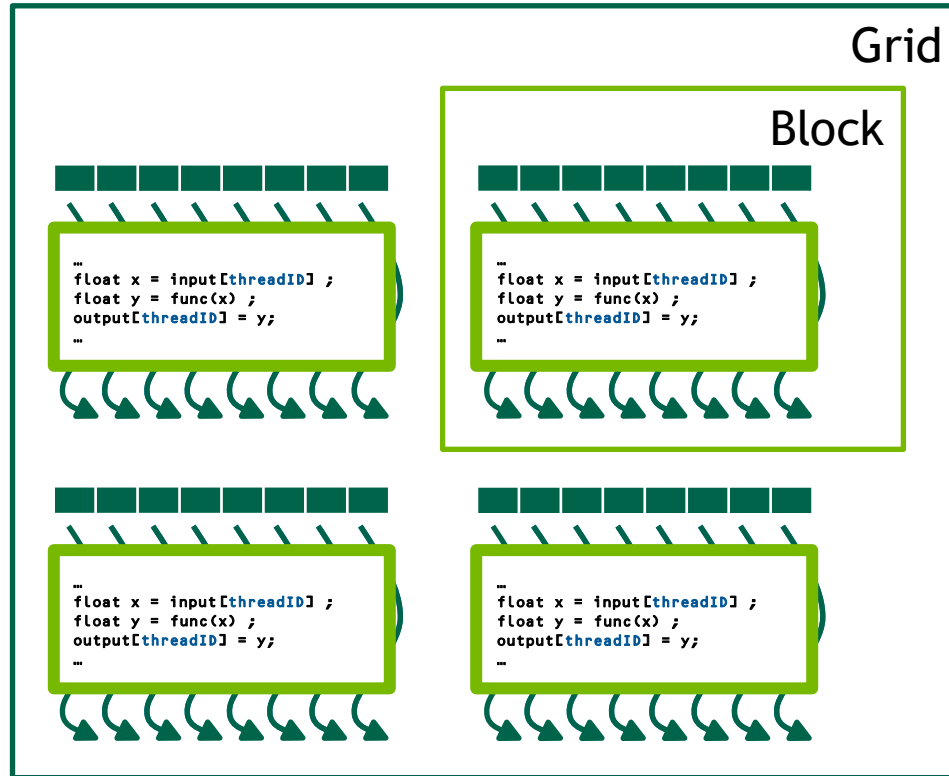 Grid
Block
…
float x = input[threadID] ;
float y = func(x) ;
output[threadID] = y;
…
…
float x = input[threadID] ;
float y = func(x) ;
output[threadID] = y;
…
…
float x = input[threadID] ;
float y = func(x) ;
output[threadID] = y;
…
…
float x = input[threadID] ;
float y = func(x) ;
output[threadID] = y;
…